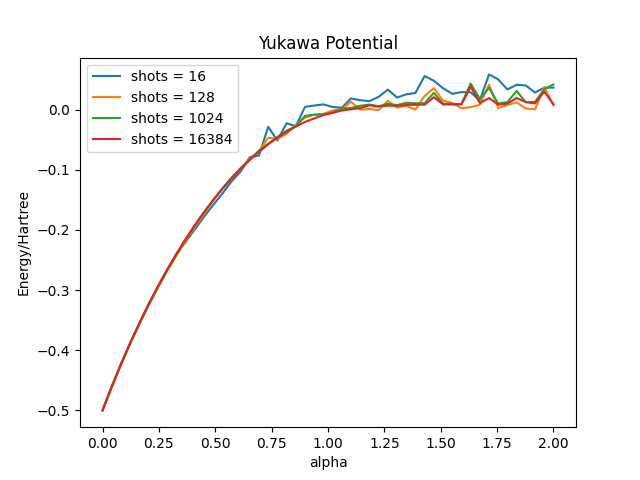 Yukawa Potential
shots = 16
shots = 128
shots = 1024
shots = 16384
Energy/Hartree
0.0
−0.1
−0.2
−0.3
−0.4
−0.5
0.00 0.25 0.50 0.75 1.00 1.25 1.50 1.75 2.00
alpha